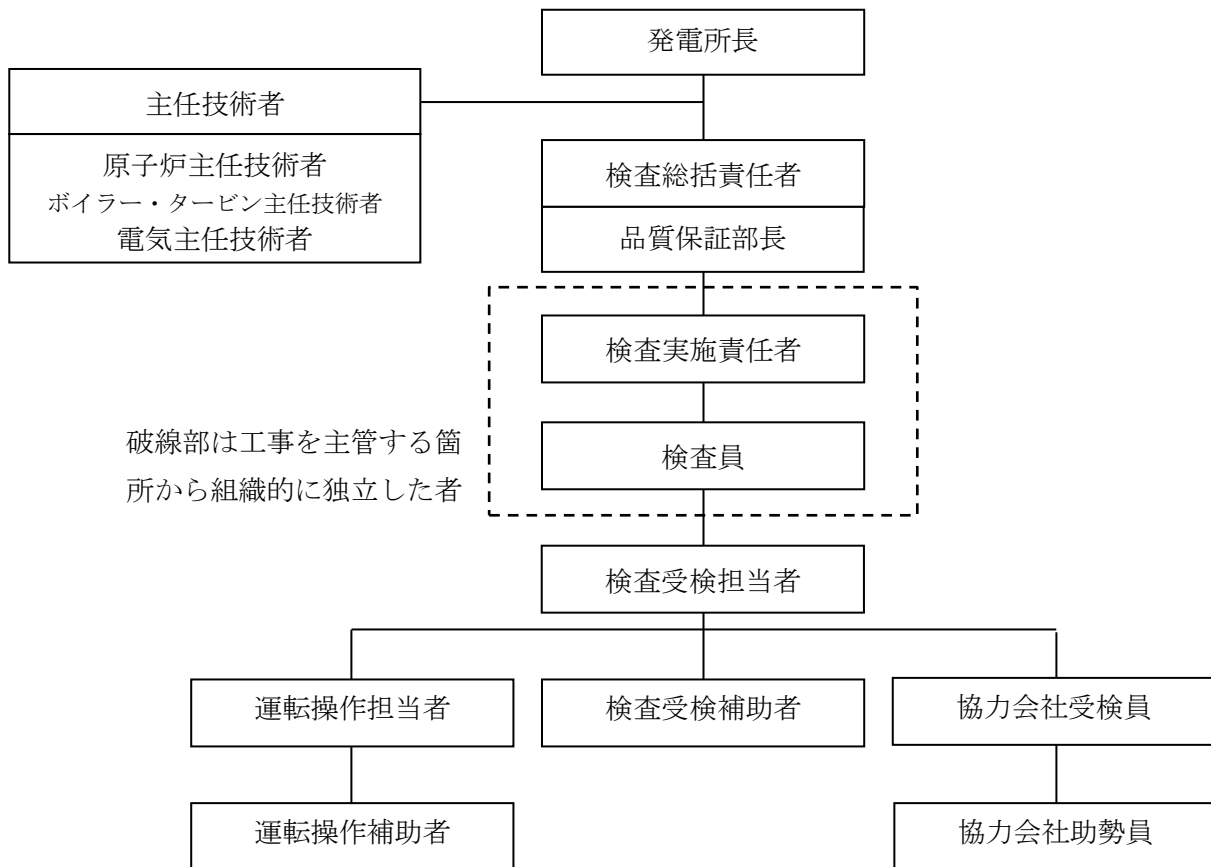 発電所長
主任技術者
原子炉主任技術者
ボイラー・タービン主任技術者
電気主任技術者
検査総括責任者
品質保証部長
検査実施責任者
検査員
破線部は工事を主管する箇
所から組織的に独立した者
検査受検担当者
運転操作担当者
検査受検補助者
協力会社受検員
運転操作補助者
協力会社助勢員